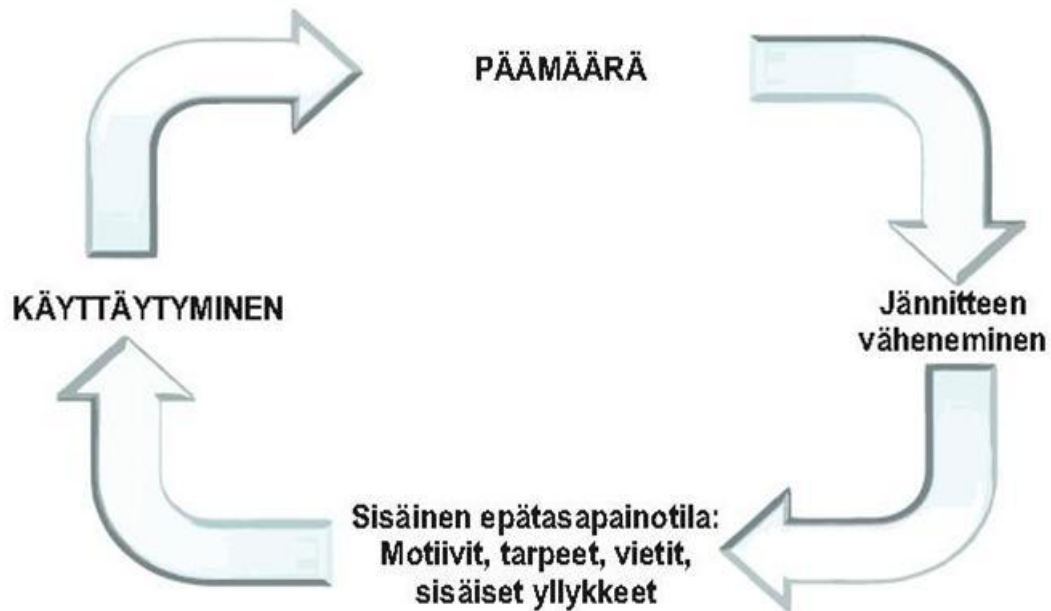 PÄÄMÄÄRÄ
KÄYTTÄYTYMINEN
Jännitteen
väheneminen
Sisäinen epätasapainotila:
Motiivit, tarpeet, vietit,
sisäiset yllykkeet